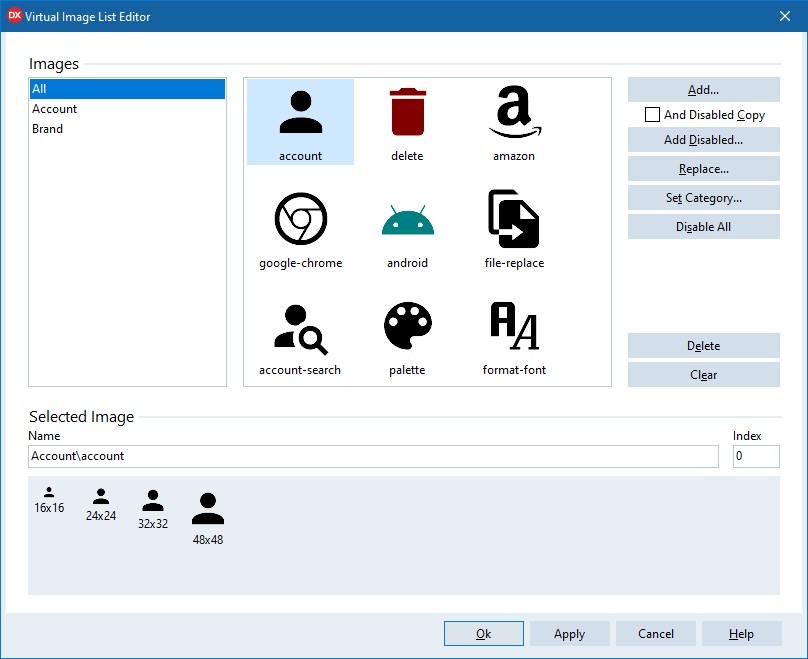 DX Virtual Image List Editor
Images
All
Account
Brand
account
delete
amazon
google-chrome
android
file-replace
account-search
palette
format-font
Add...
And Disabled Copy
Add Disabled...
Replace...
Set Category...
Disable All
Delete
Clear
Selected Image
Name
Index
Account\account
0
16x16
24x24
32x32
48x48
Ok
Apply
Cancel
Help